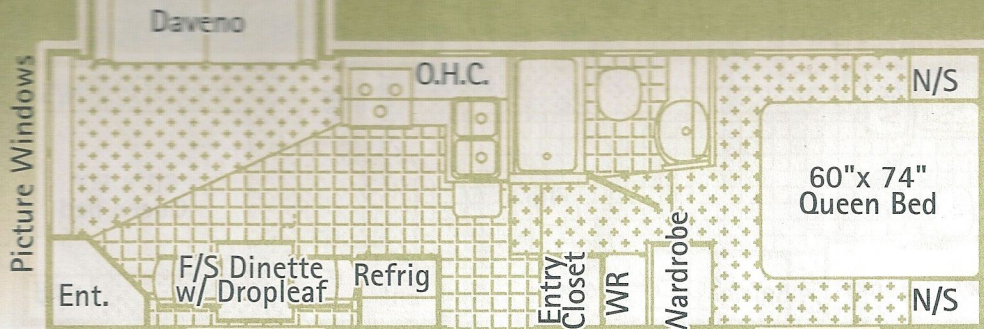 Daveno
Picture Windows
O.H.C.
N/S
60"x 74"
Queen Bed
Ent.
F/S Dinette
w/ Dropleaf
Refrig
Entry
Closet
WR
Wardrobe
N/S